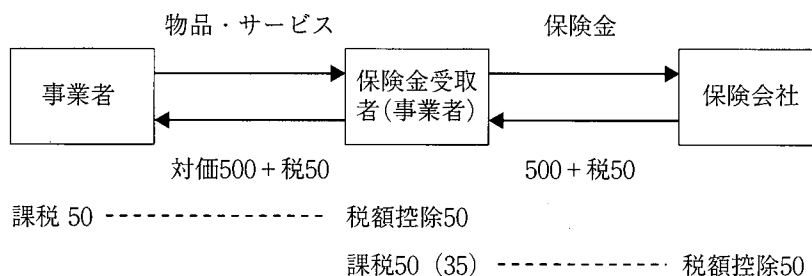 物品・サービス
保険金
事業者
保険金受取
者(事業者)
保険会社
対価500+税50
500+税50
課税 50
税額控除50
課税50 (35)
税額控除50